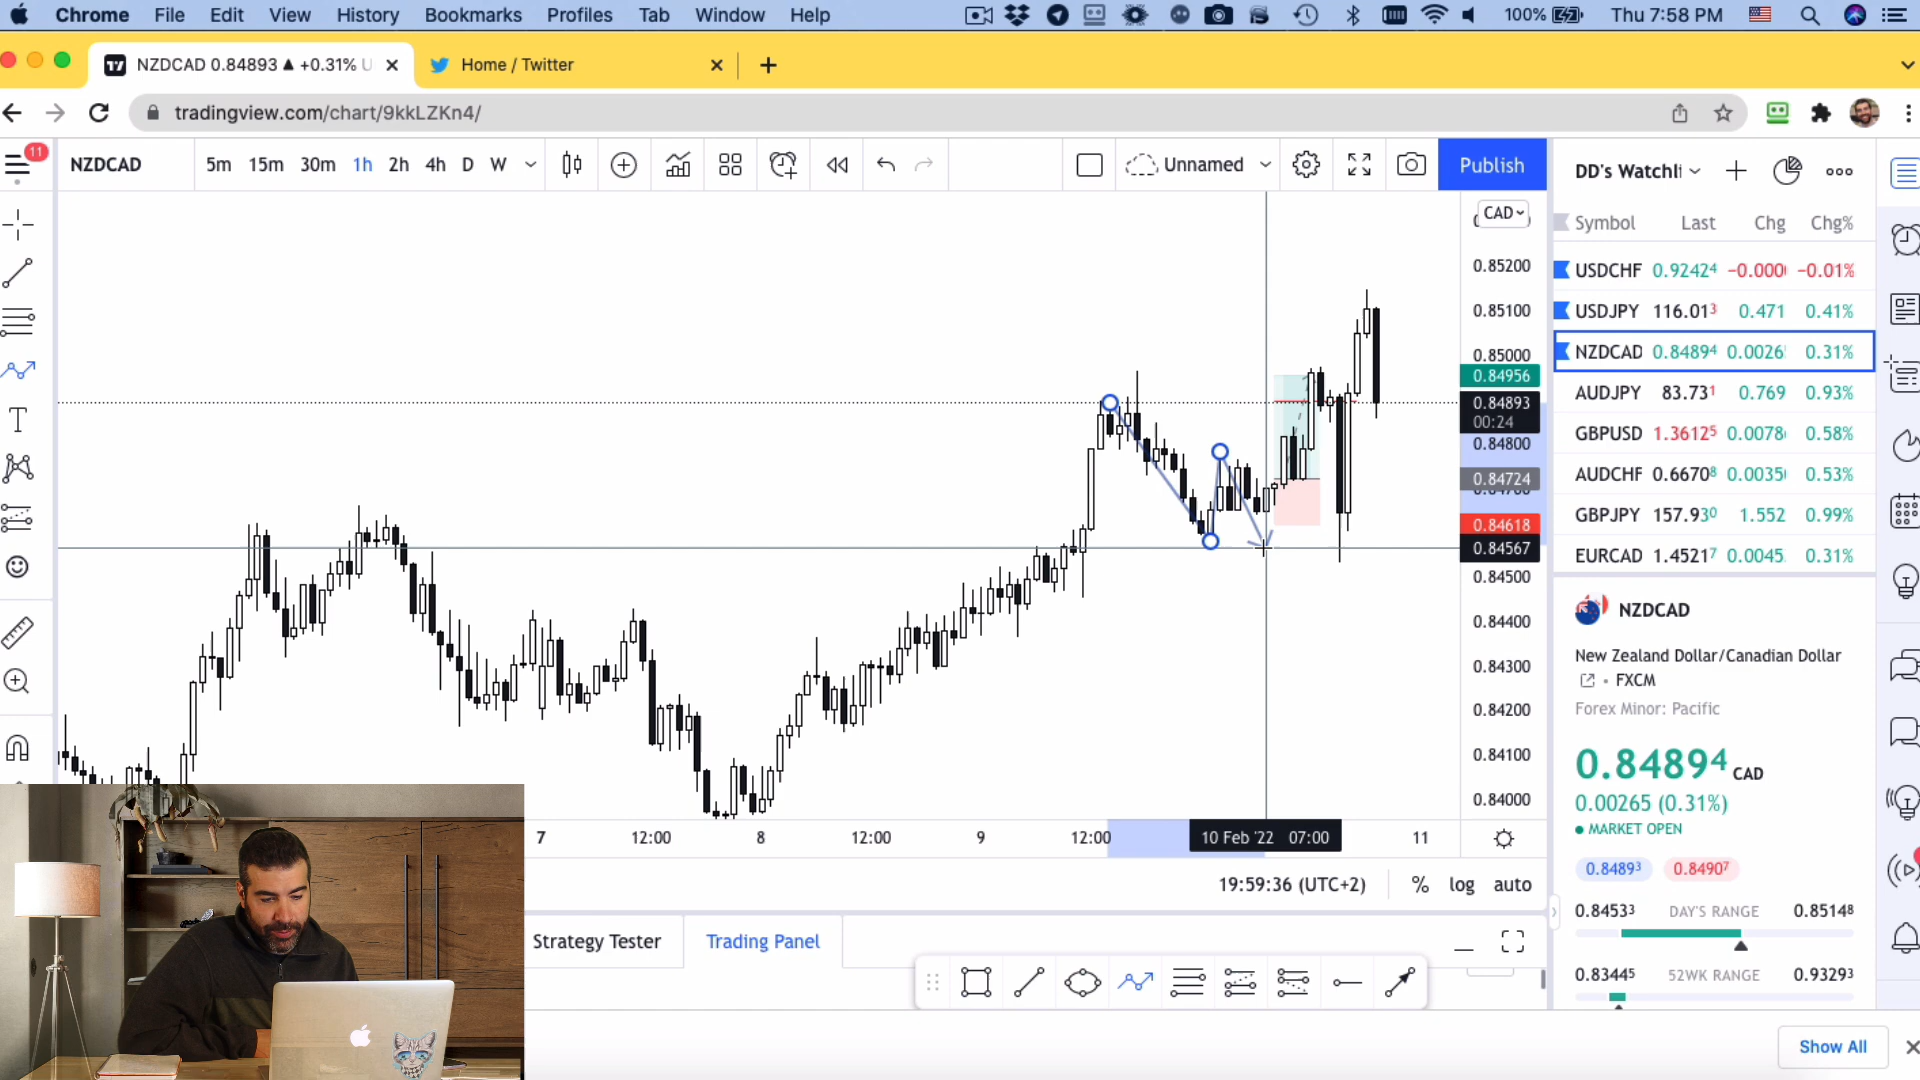 Chrome File Edit View History Bookmarks Profiles Tab Window Help 100% Thu 7:58 PM
NZDCAD 0.84893 ▲ +0.31% U Home / Twitter
tradingview.com/chart/9kkLZKn4/
11
NZDCAD 5m 15m 30m 1h 2h 4h D W Unnamed Publish
DD's Watchli
Symbol Last Chg Chg%
USDCHF 0.92424 −0.000 −0.01%
USDJPY 116.013 0.471 0.41%
NZDCAD 0.84894 0.0026 0.31%
AUDJPY 83.731 0.769 0.93%
GBPUSD 1.36125 0.0078 0.58%
AUDCHF 0.66708 0.0035 0.53%
GBPJPY 157.930 1.552 0.99%
EURCAD 1.45217 0.0045 0.31%
CAD
0.85200
0.85100
0.85000
0.84956
0.84893
00:24
0.84800
0.84724
0.84618
0.84567
0.84500
0.84400
0.84300
0.84200
0.84100
0.84000
7 12:00 8 12:00 9 12:00 10 Feb '22 07:00 11
19:59:36 (UTC+2) % log auto
Strategy Tester Trading Panel
NZDCAD
New Zealand Dollar/Canadian Dollar
• FXCM
Forex Minor: Pacific
0.84894 CAD
0.00265 (0.31%)
MARKET OPEN
0.84893 0.84907
0.84533 DAY'S RANGE 0.85148
0.83445 52WK RANGE 0.93293
Show All